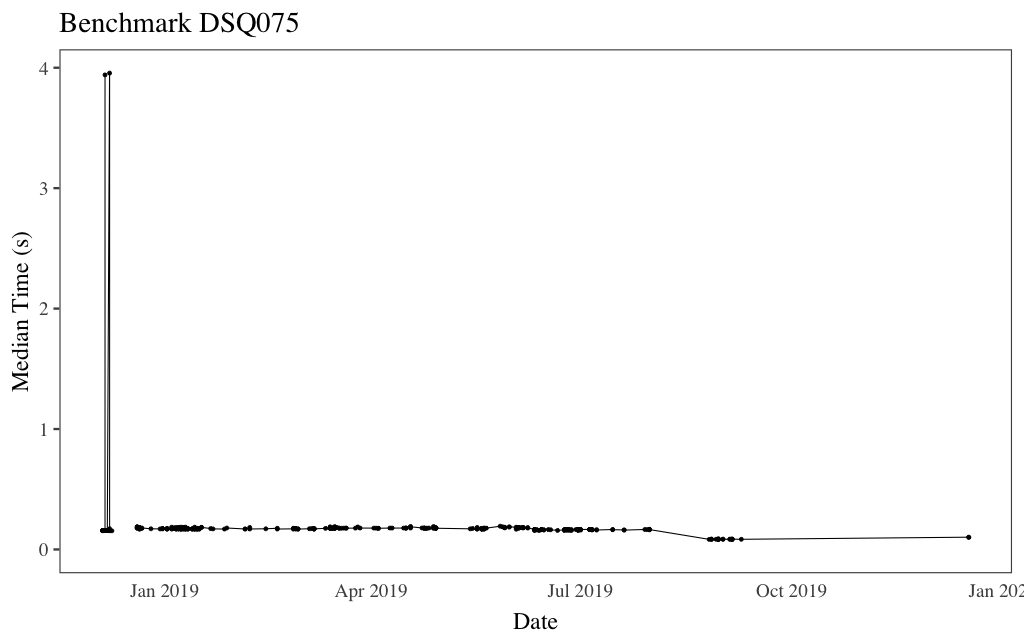 Benchmark DSQ075
4
3
2
1
0
Median Time (s)
Jan 2019
Apr 2019
Jul 2019
Oct 2019
Jan 202
Date